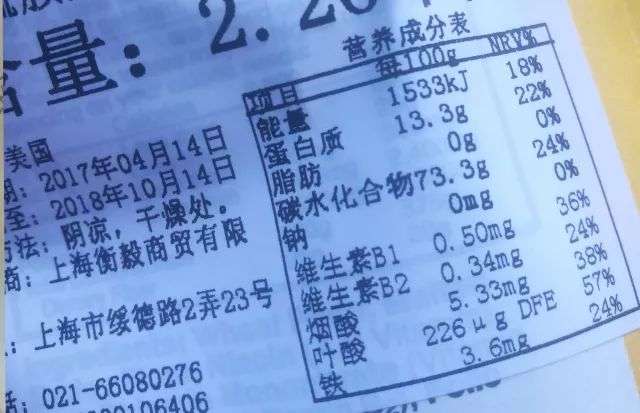 含量: 2.26
美国
期: 2017年04月14日
至: 2018年10月14日
方法: 阴凉, 干燥处。
商: 上海衡毅商贸有限
: 上海市绥德路2弄23号
话: 021-66080276
00106406
营养成分表
项目 每100g NRV%
能量 1533kJ 18%
蛋白质 13.3g 22%
脂肪 0g 0%
碳水化合物 73.3g 24%
钠 0mg 0%
维生素B1 0.50mg 36%
维生素B2 0.34mg 24%
烟酸 5.33mg 38%
叶酸 226μg DFE 57%
铁 3.6mg 24%